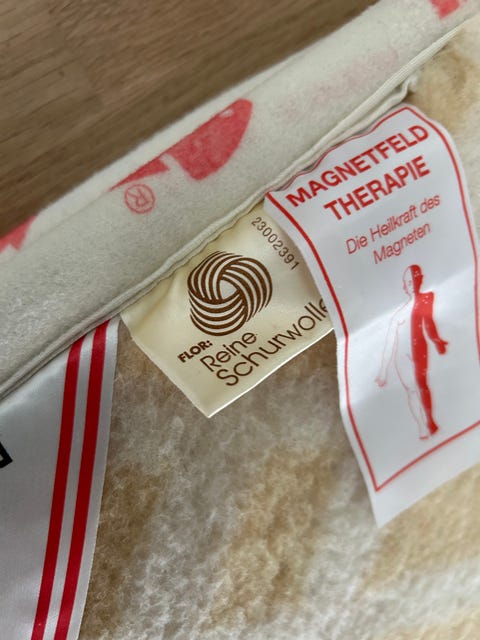 ®
23002391
FLOR:
Reine
Schurwolle
MAGNETFELD
THERAPIE
Die Heilkraft des
Magneten